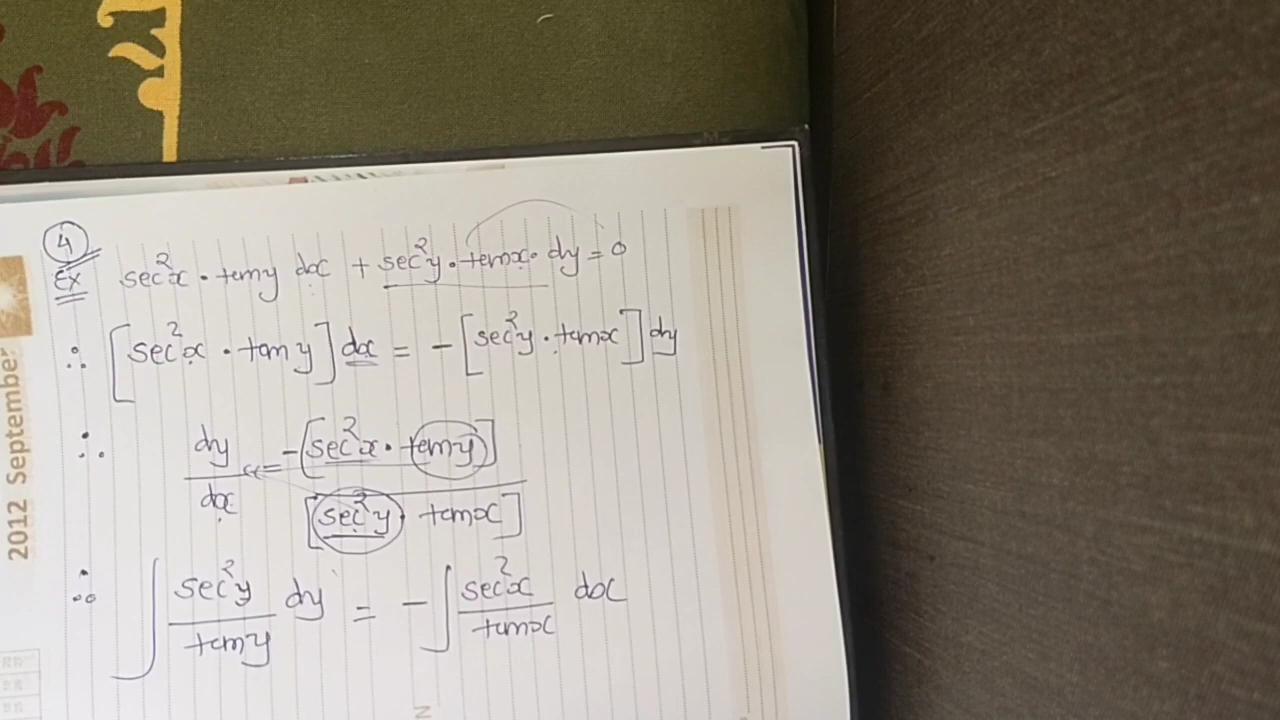 4
Ex sec²x · tany dx + sec²y · tanx · dy = 0
∴ [sec²x · tan y] dx = - [sec²y · tanx] dy
∴ dy/dx = -[sec²x · tany] / [sec²y · tanx]
∴ ∫ sec²y/tany dy = - ∫ sec²x/tanx dx
2012 September
N